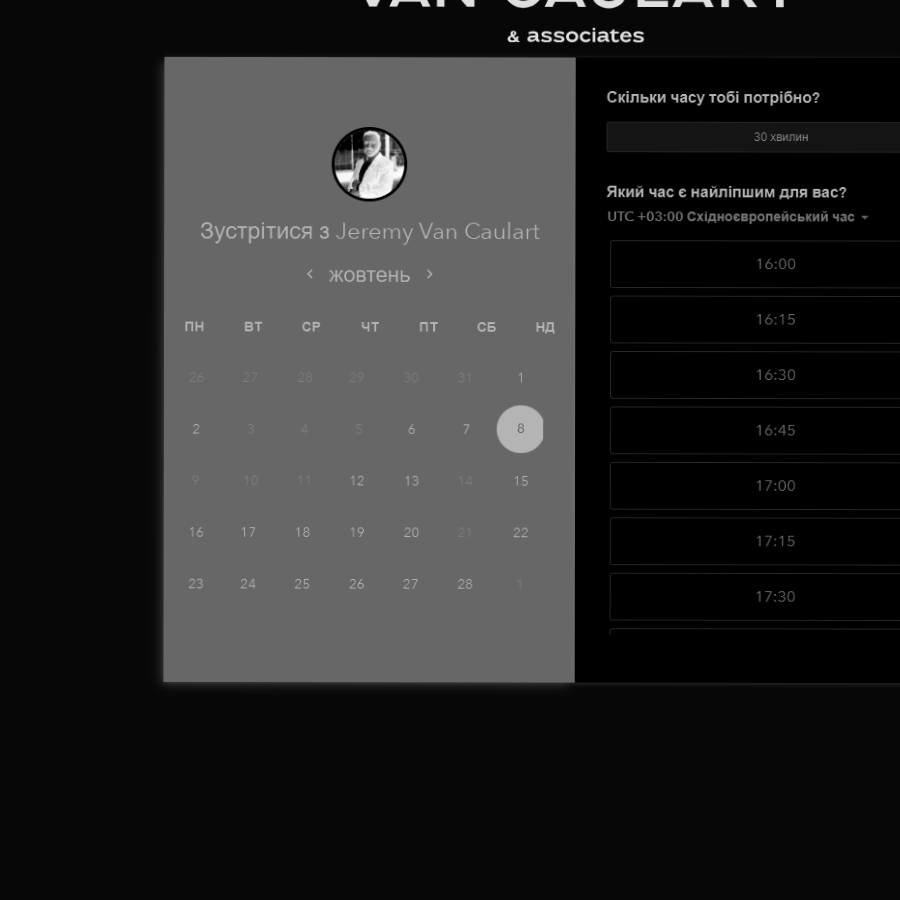 VAN CAULART
& associates
Зустрітися з Jeremy Van Caulart
жовтень
ПН ВТ СР ЧТ ПТ СБ НД
26 27 28 29 30 31 1
2 3 4 5 6 7 8
9 10 11 12 13 14 15
16 17 18 19 20 21 22
23 24 25 26 27 28 1
Скільки часу тобі потрібно?
30 хвилин
Який час є найліпшим для вас?
UTC +03:00 Східноєвропейський час
16:00
16:15
16:30
16:45
17:00
17:15
17:30